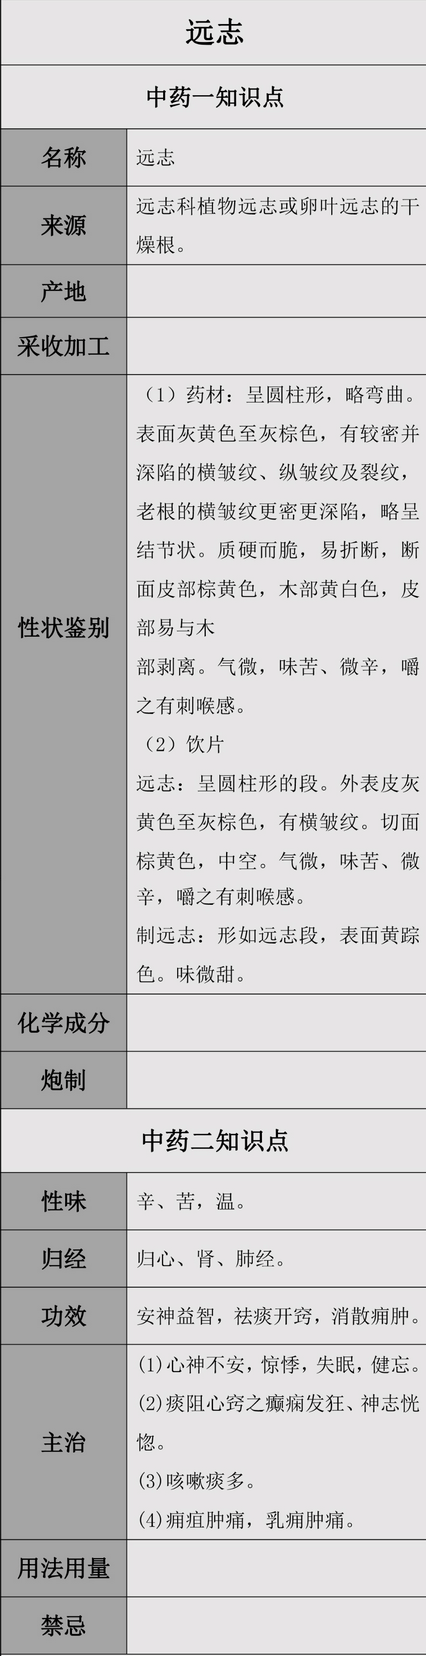 远志
中药一知识点
名称
远志
来源
远志科植物远志或卵叶远志的干
燥根。
产地
采收加工
性状鉴别
（1）药材：呈圆柱形，略弯曲。
表面灰黄色至灰棕色，有较密并
深陷的横皱纹、纵皱纹及裂纹，
老根的横皱纹更密更深陷，略呈
结节状。质硬而脆，易折断，断
面皮部棕黄色，木部黄白色，皮
部易与木
部剥离。气微，味苦、微辛，嚼
之有刺喉感。
（2）饮片
远志：呈圆柱形的段。外表皮灰
黄色至灰棕色，有横皱纹。切面
棕黄色，中空。气微，味苦、微
辛，嚼之有刺喉感。
制远志：形如远志段，表面黄踪
色。味微甜。
化学成分
炮制
中药二知识点
性味
辛、苦，温。
归经
归心、肾、肺经。
功效
安神益智，祛痰开窍，消散痈肿。
主治
(1)心神不安，惊悸，失眠，健忘。
(2)痰阻心窍之癫痫发狂、神志恍
惚。
(3)咳嗽痰多。
(4)痈疽肿痛，乳痈肿痛。
用法用量
禁忌